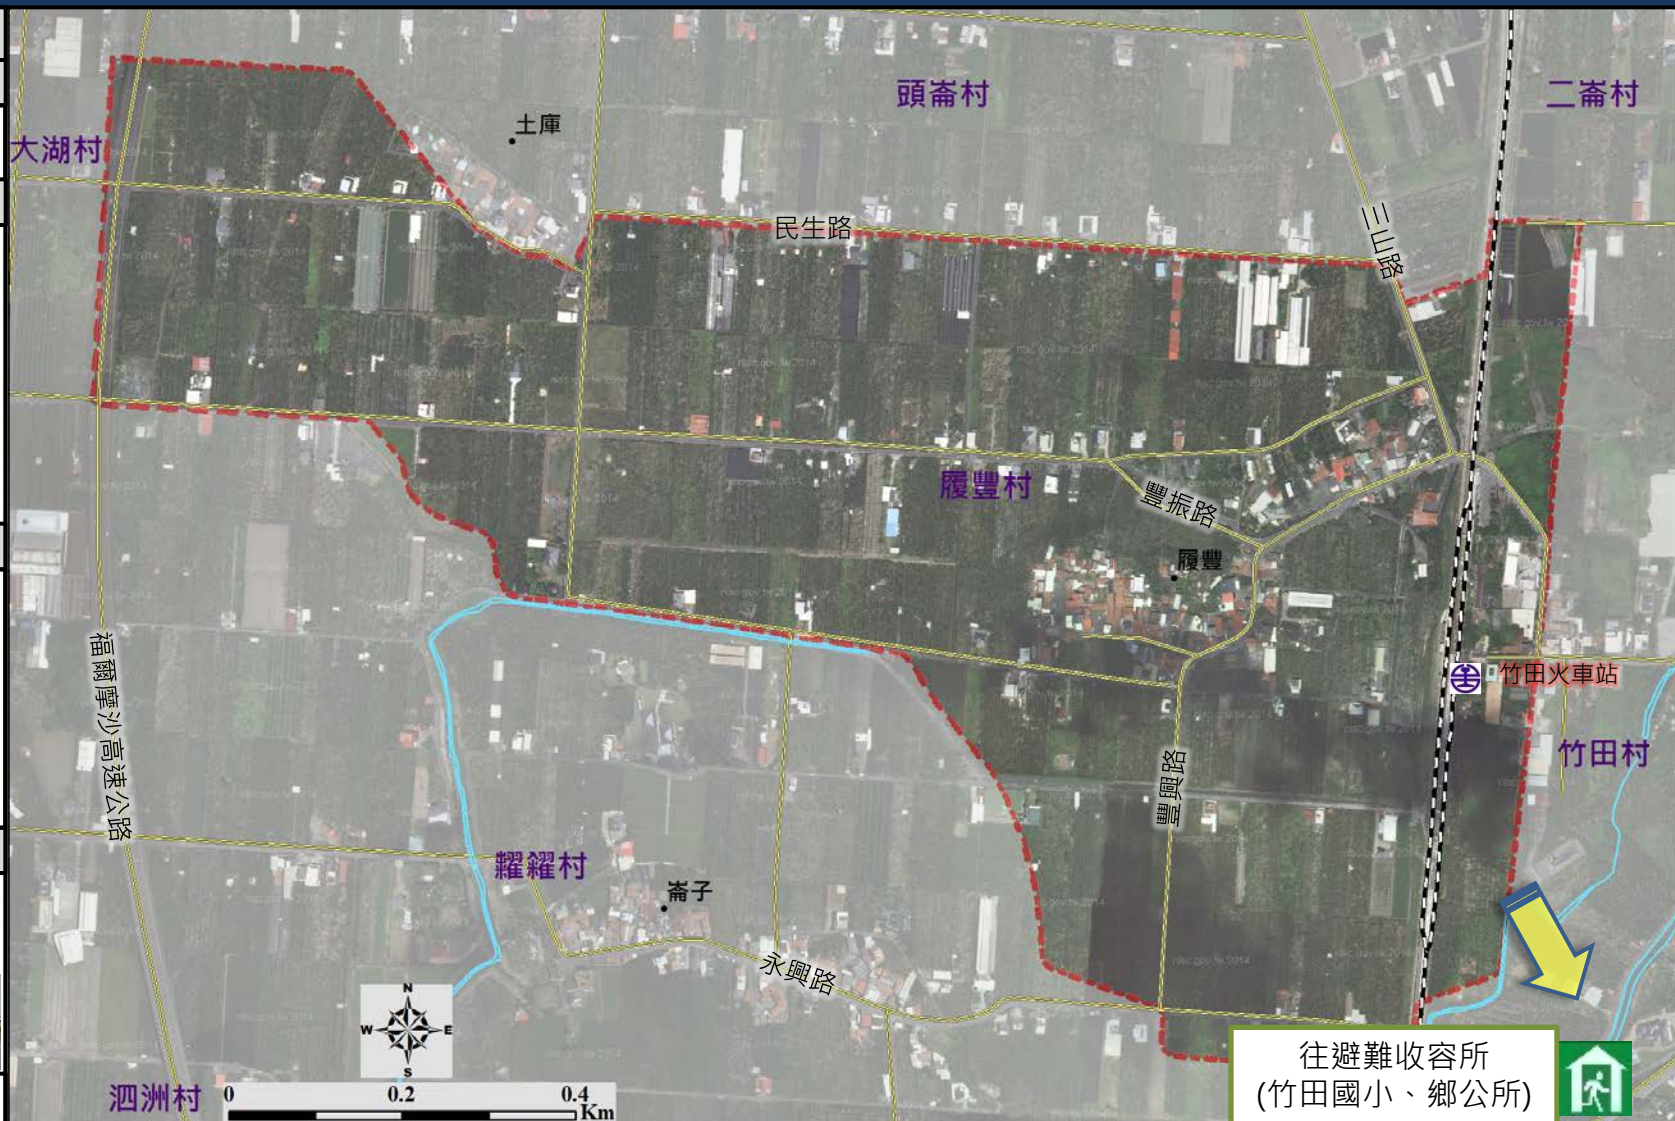 頭崙村
二崙村
土庫
大湖村
民生路
三山路
履豐村
豐振路
履豐
福爾摩沙高速公路
竹田火車站
竹田村
豐興路
糶糴村
崙子
永興路
N
W
E
S
泗洲村
0
0.2
0.4
Km
往避難收容所
(竹田國小、鄉公所)